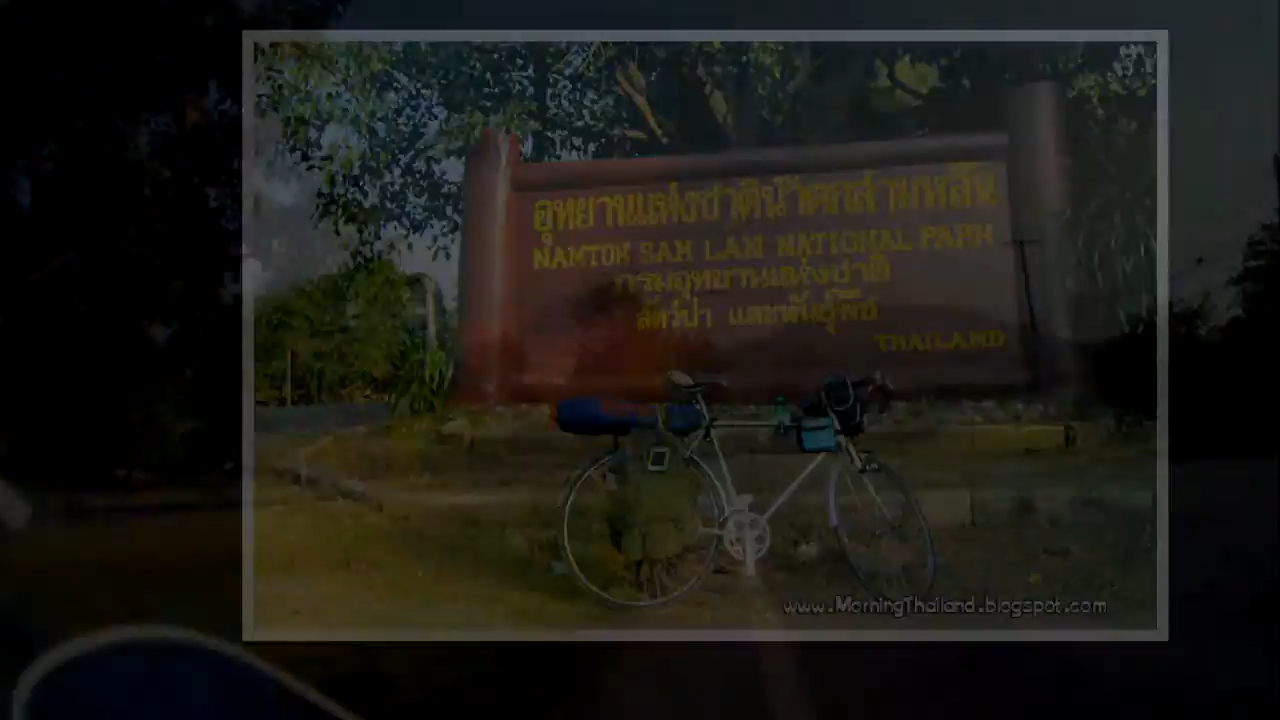 อุทยานแห่งชาติน้ำตกสามหลั่น
NAMTOK SAM LAN NATIONAL PARK
กรมอุทยานแห่งชาติ
สัตว์ป่า และพันธุ์พืช
THAILAND
www.MorningThailand.blogspot.com